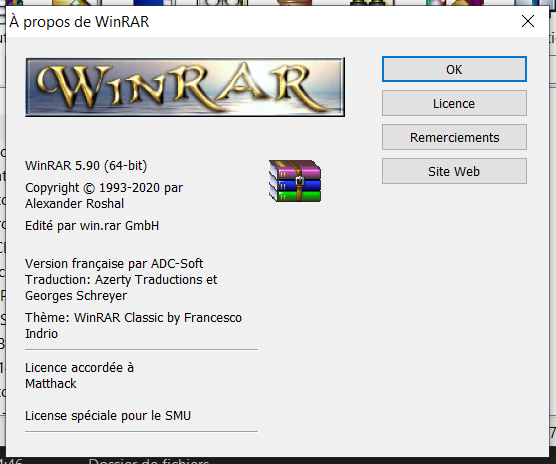 À propos de WinRAR
WINRAR
OK
Licence
Remerciements
Site Web
WinRAR 5.90 (64-bit)
Copyright © 1993-2020 par
Alexander Roshal
Edité par win.rar GmbH
Version française par ADC-Soft
Traduction: Azerty Traductions et
Georges Schreyer
Thème: WinRAR Classic by Francesco
Indrio
Licence accordée à
Matthack
License spéciale pour le SMU
Dossier de fichiers